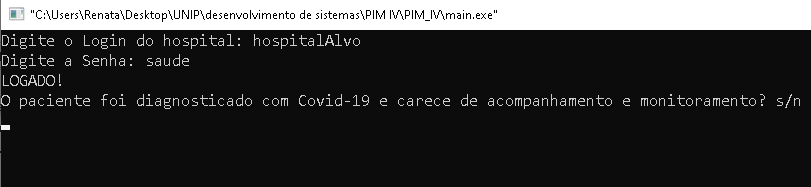 "C:\Users\Renata\Desktop\UNIP\desenvolvimento de sistemas\PIM IV\PIM_IV\main.exe"
Digite o Login do hospital: hospitalAlvo
Digite a Senha: saude
LOGADO!
O paciente foi diagnosticado com Covid-19 e carece de acompanhamento e monitoramento? s/n